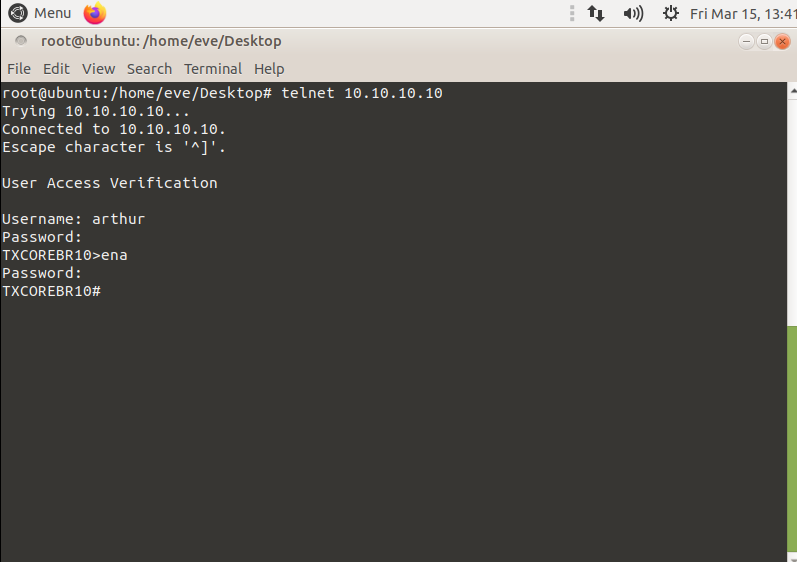 Menu
Fri Mar 15, 13:41
root@ubuntu: /home/eve/Desktop
File Edit View Search Terminal Help
root@ubuntu:/home/eve/Desktop# telnet 10.10.10.10
Trying 10.10.10.10...
Connected to 10.10.10.10.
Escape character is '^]'.
User Access Verification
Username: arthur
Password:
TXCOREBR10>ena
Password:
TXCOREBR10#